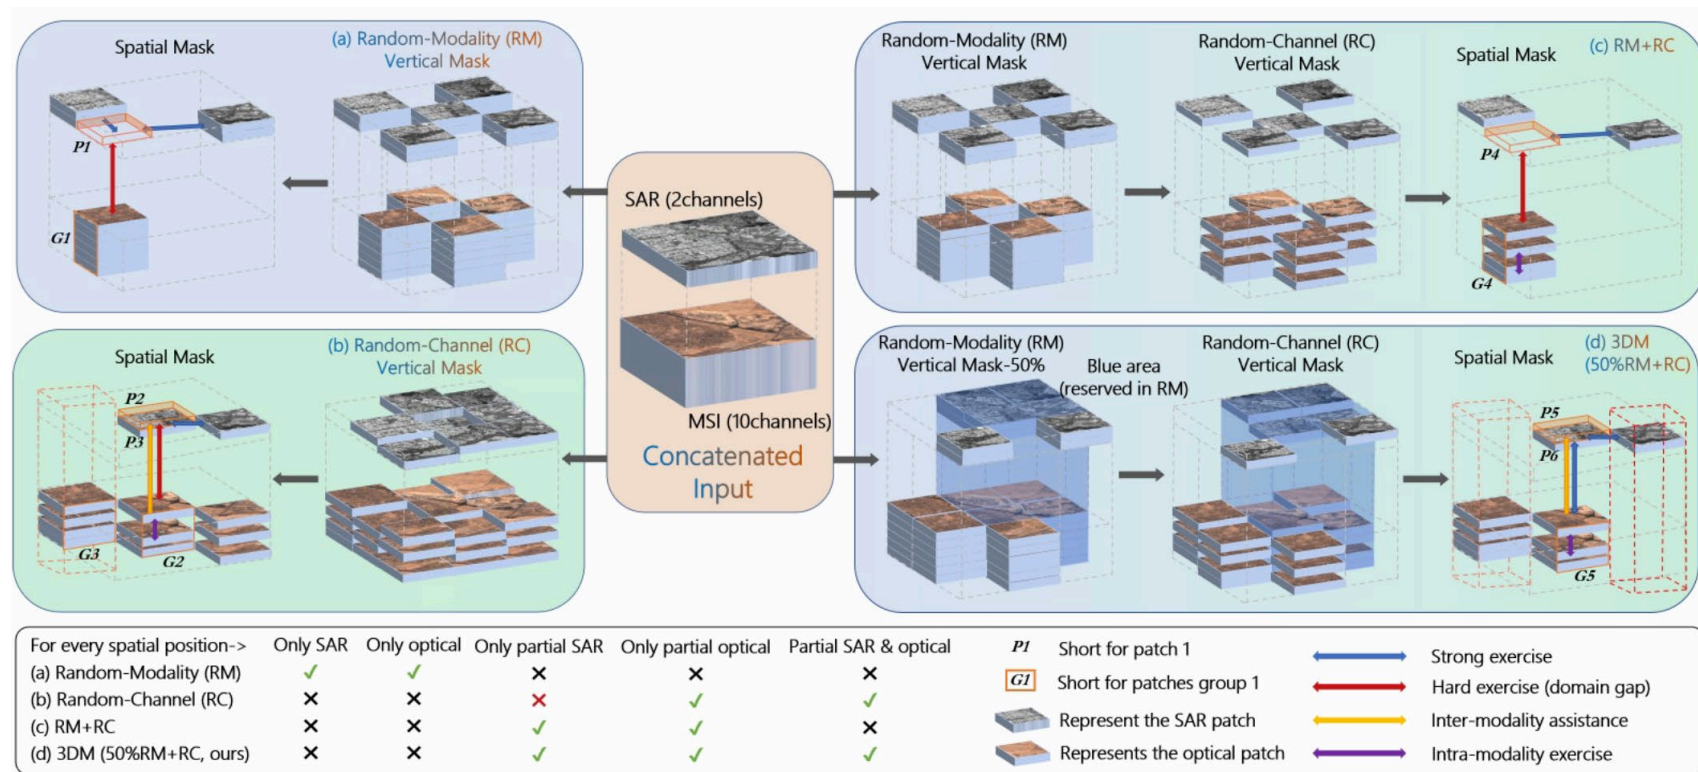 Spatial Mask
(a) Random-Modality (RM)
Vertical Mask
P1
G1
Random-Modality (RM)
Vertical Mask
Random-Channel (RC)
Vertical Mask
Spatial Mask
(c) RM+RC
P4
G4
SAR (2channels)
MSI (10channels)
Concatenated
Input
Spatial Mask
(b) Random-Channel (RC)
Vertical Mask
P2
P3
G3
G2
Random-Modality (RM)
Vertical Mask-50%
Blue area
(reserved in RM)
Random-Channel (RC)
Vertical Mask
Spatial Mask
(d) 3DM
(50%RM+RC)
P5
P6
G5
For every spatial position-> Only SAR Only optical Only partial SAR Only partial optical Partial SAR & optical
(a) Random-Modality (RM) ✓ ✓ ✕ ✕ ✕
(b) Random-Channel (RC) ✕ ✕ ✕ ✓ ✓
(c) RM+RC ✕ ✕ ✓ ✓ ✕
(d) 3DM (50%RM+RC, ours) ✕ ✕ ✓ ✓ ✓
P1 Short for patch 1
G1 Short for patches group 1
Represent the SAR patch
Represents the optical patch
Strong exercise
Hard exercise (domain gap)
Inter-modality assistance
Intra-modality exercise